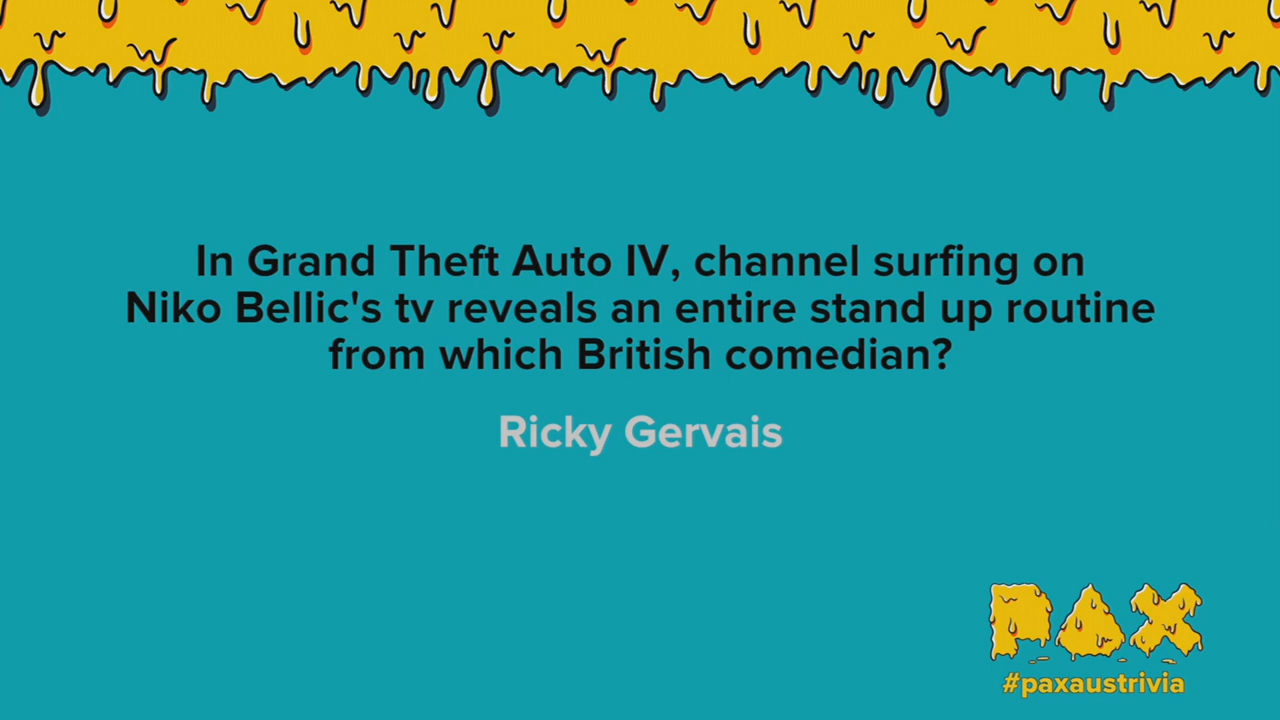 In Grand Theft Auto IV, channel surfing on
Niko Bellic's tv reveals an entire stand up routine
from which British comedian?
Ricky Gervais
PAX
#paxaustrivia